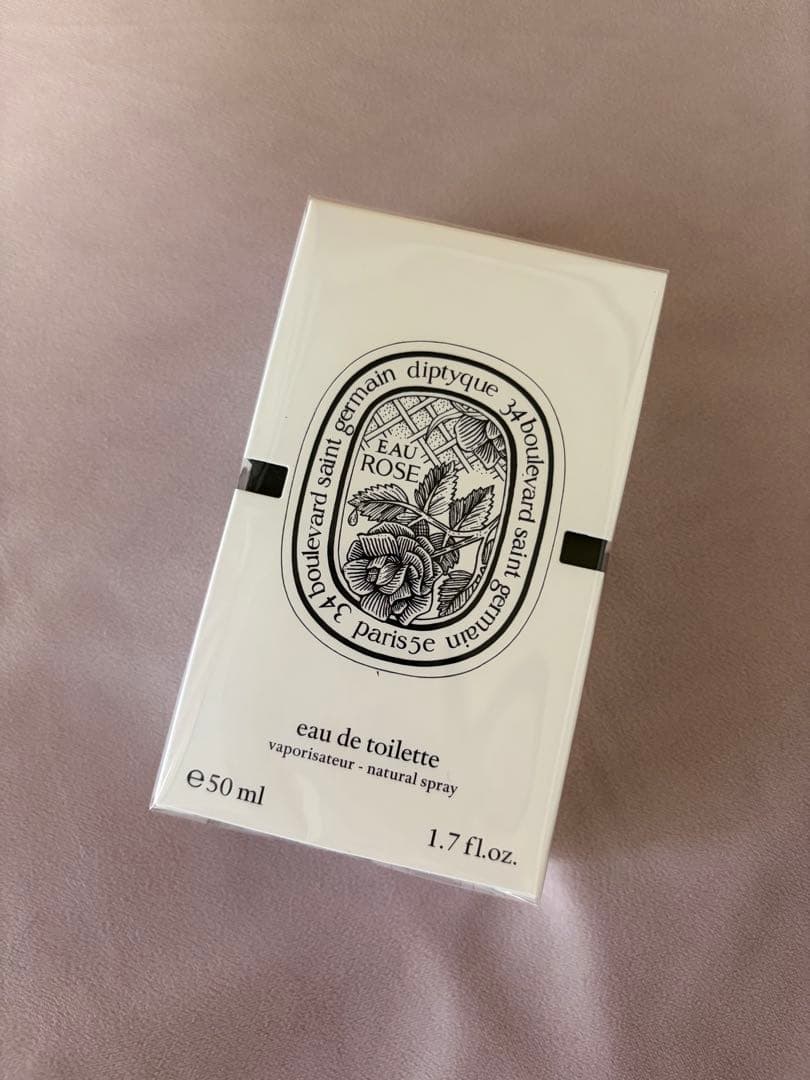 34 boulevard saint germain diptyque 34 boulevard saint germain paris5e
EAU
ROSE
eau de toilette
vaporisateur - natural spray
℮50 ml
1.7 fl.oz.